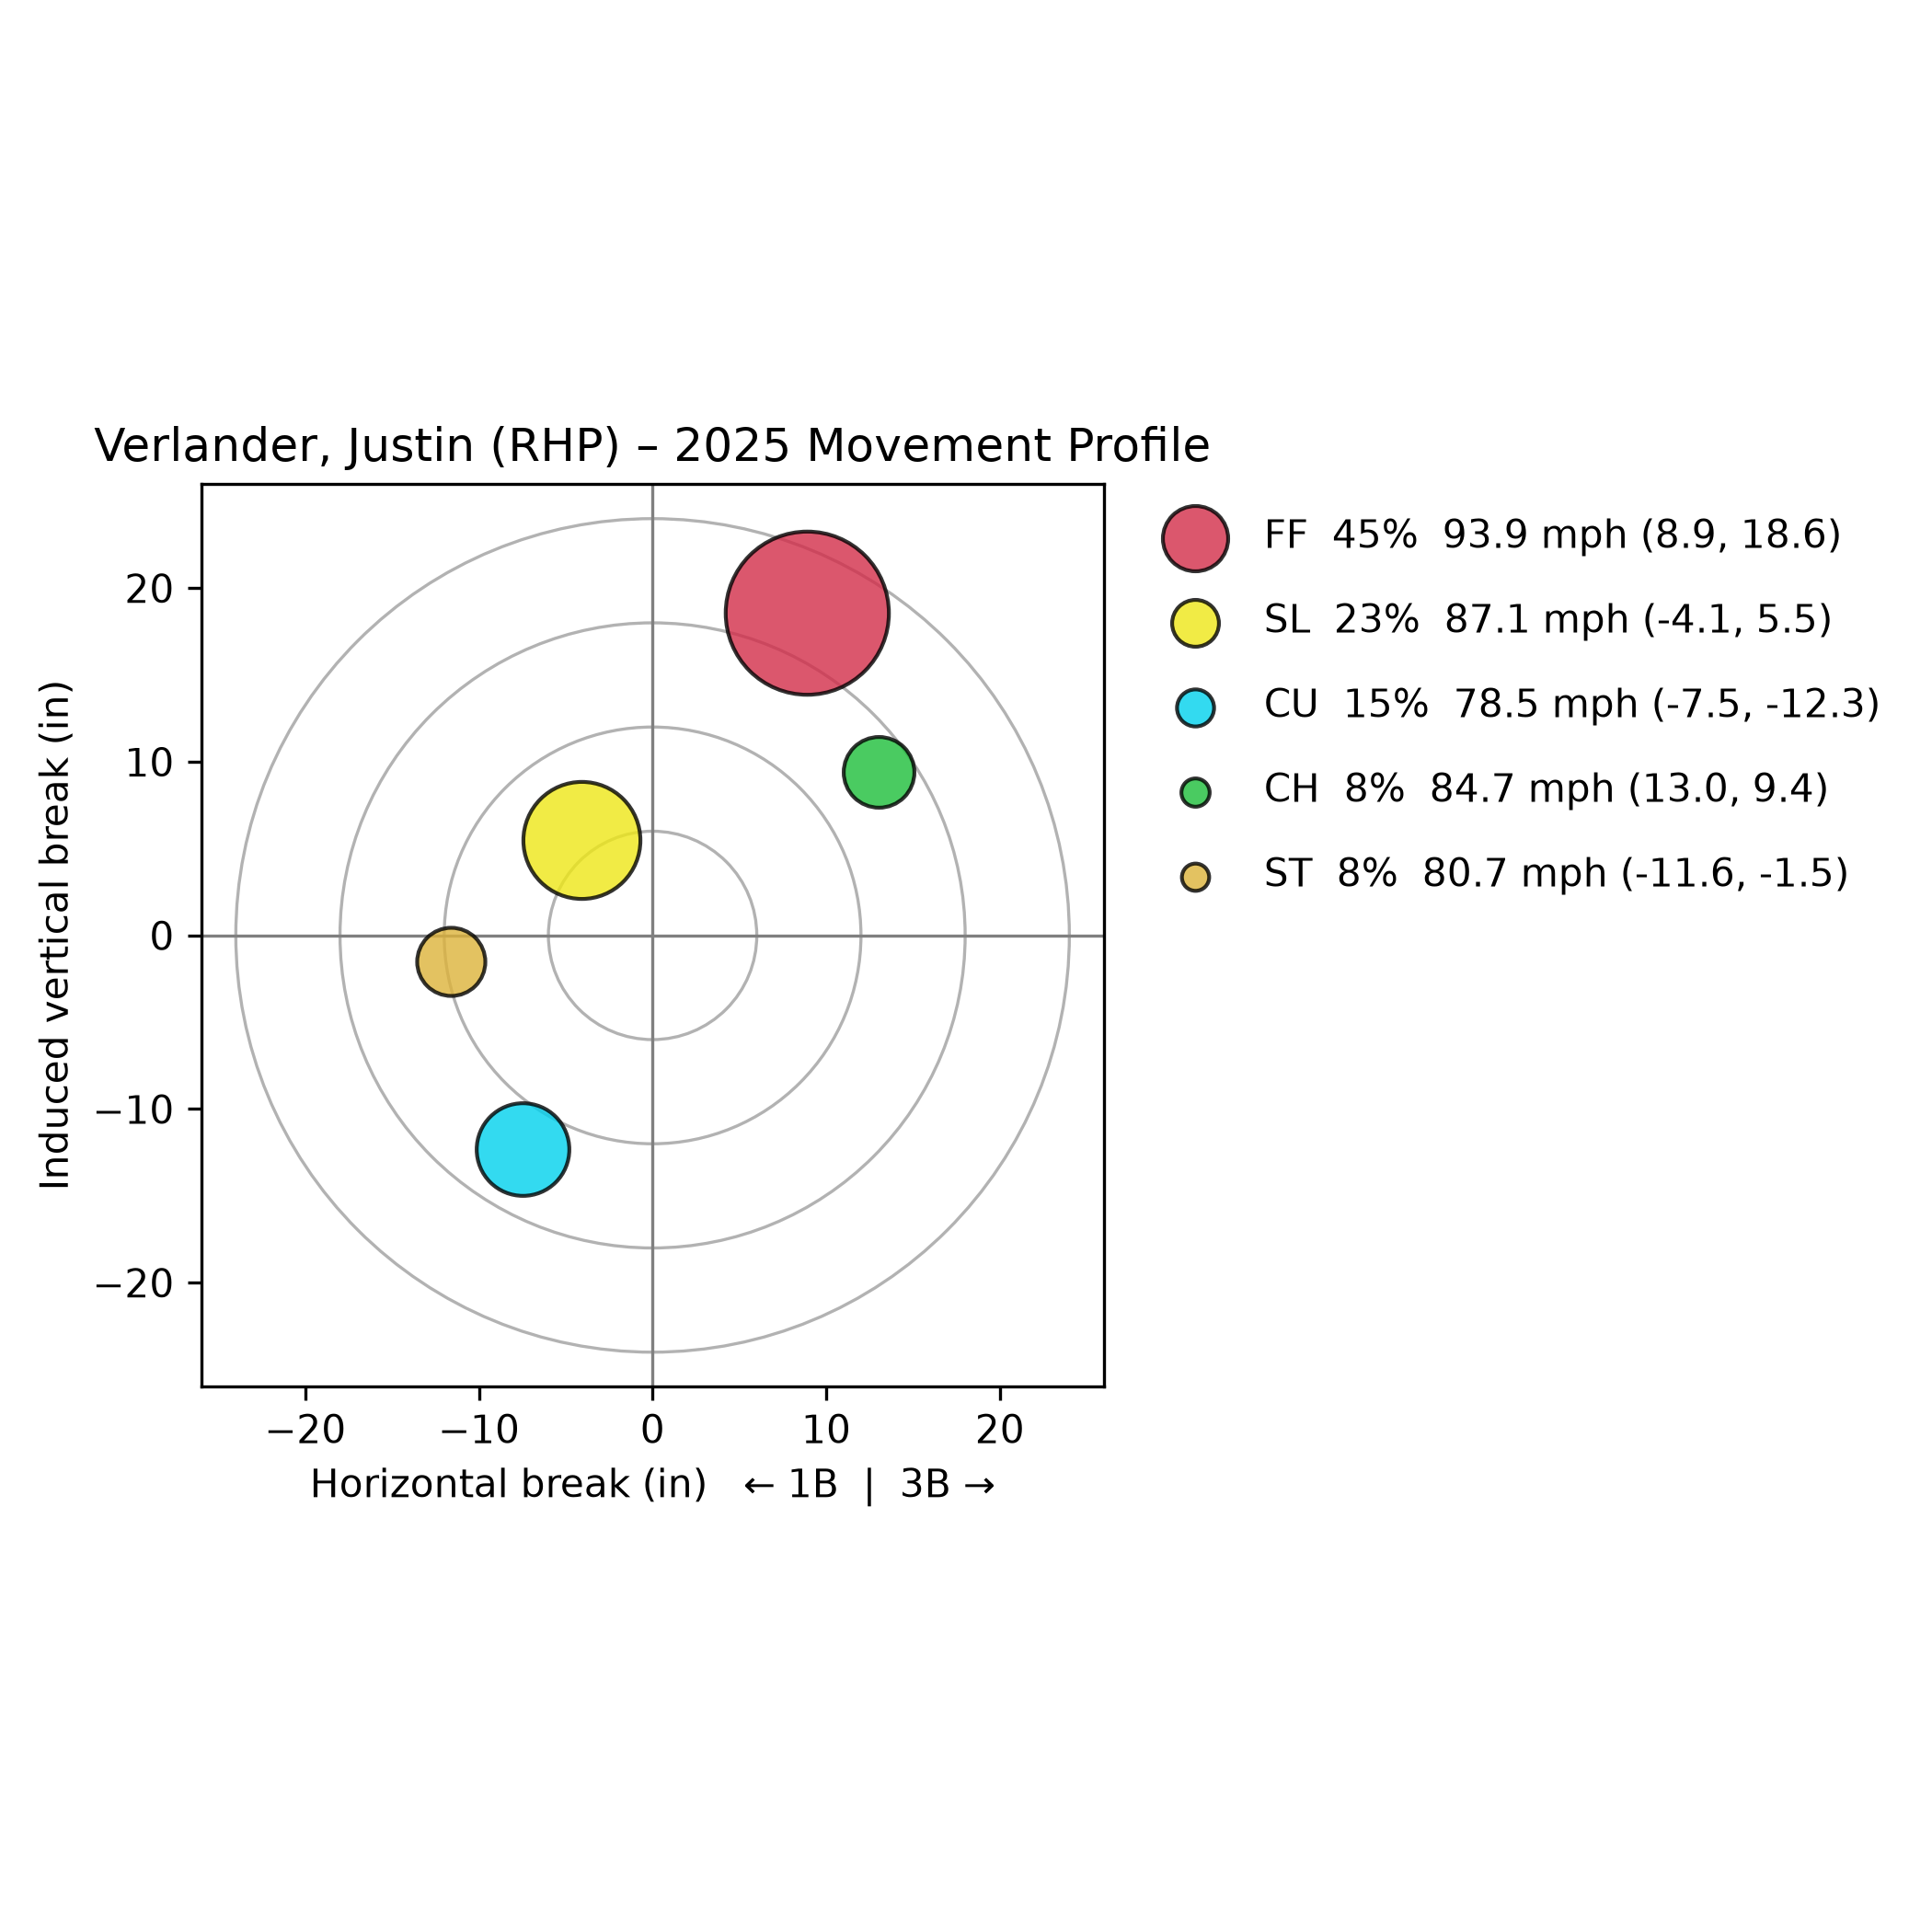 Verlander, Justin (RHP) – 2025 Movement Profile
FF 45% 93.9 mph (8.9, 18.6)
SL 23% 87.1 mph (-4.1, 5.5)
CU 15% 78.5 mph (-7.5, -12.3)
CH 8% 84.7 mph (13.0, 9.4)
ST 8% 80.7 mph (-11.6, -1.5)
Induced vertical break (in)
20
10
0
−10
−20
−20 −10 0 10 20
Horizontal break (in) ← 1B | 3B →